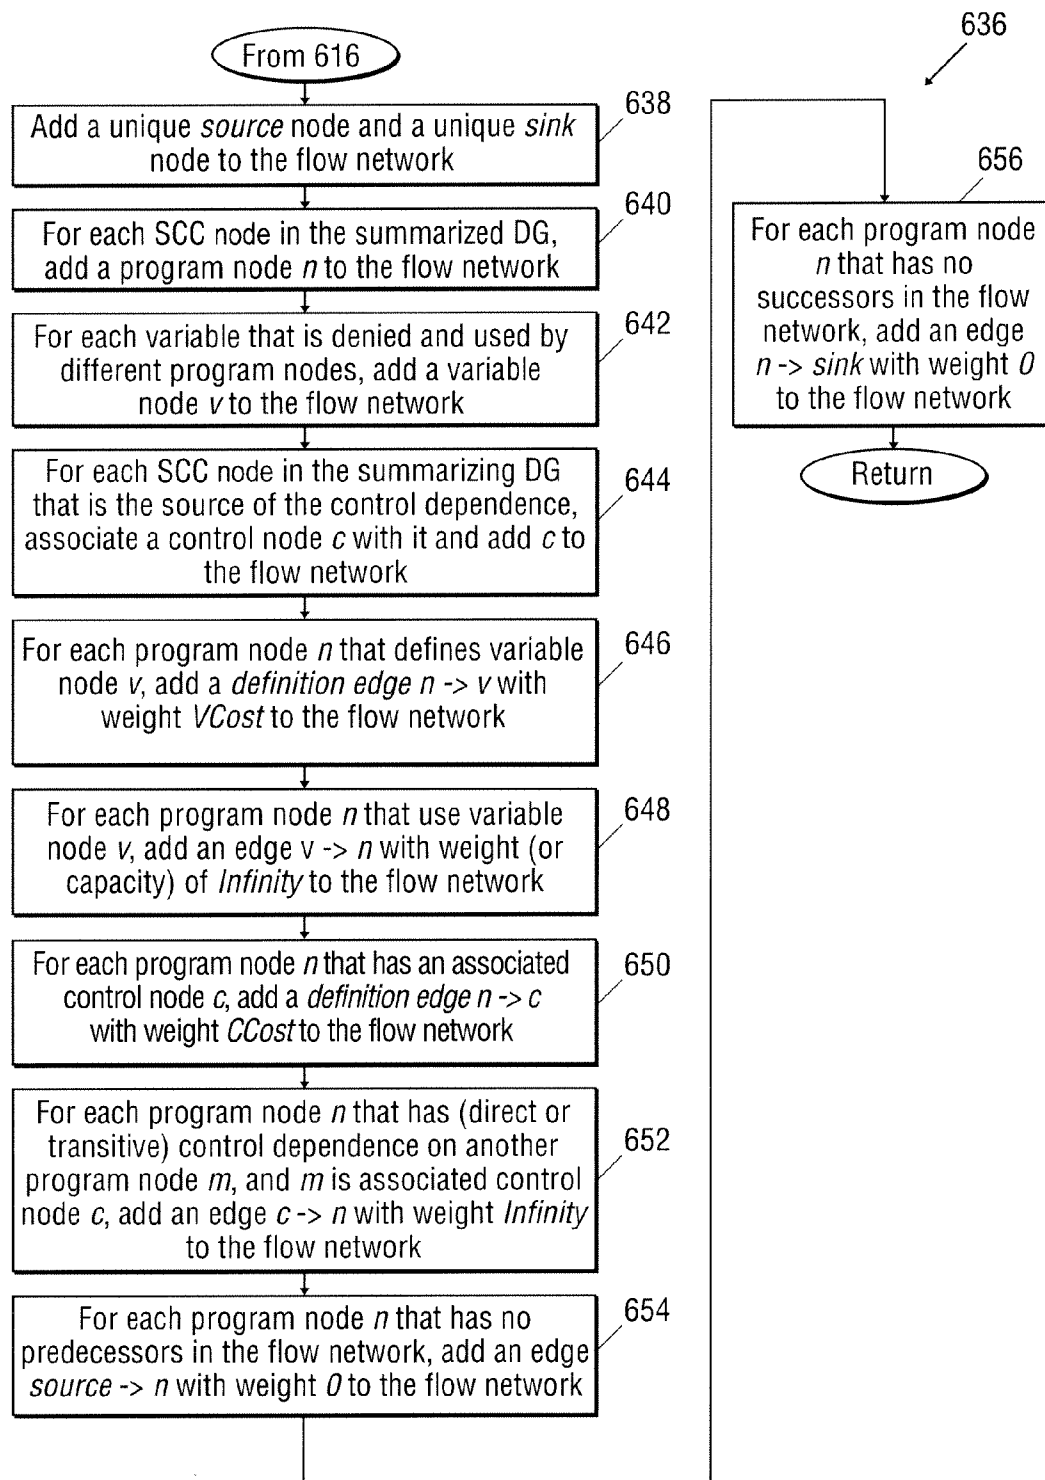 From 616
636
638
Add a unique source node and a unique sink
node to the flow network
640
For each SCC node in the summarized DG,
add a program node n to the flow network
642
For each variable that is denied and used by
different program nodes, add a variable
node v to the flow network
644
For each SCC node in the summarizing DG
that is the source of the control dependence,
associate a control node c with it and add c to
the flow network
646
For each program node n that defines variable
node v, add a definition edge n -> v with
weight VCost to the flow network
648
For each program node n that use variable
node v, add an edge v -> n with weight (or
capacity) of Infinity to the flow network
650
For each program node n that has an associated
control node c, add a definition edge n -> c
with weight CCost to the flow network
652
For each program node n that has (direct or
transitive) control dependence on another
program node m, and m is associated control
node c, add an edge c -> n with weight Infinity
to the flow network
654
For each program node n that has no
predecessors in the flow network, add an edge
source -> n with weight 0 to the flow network
656
For each program node
n that has no
successors in the flow
network, add an edge
n -> sink with weight 0
to the flow network
Return